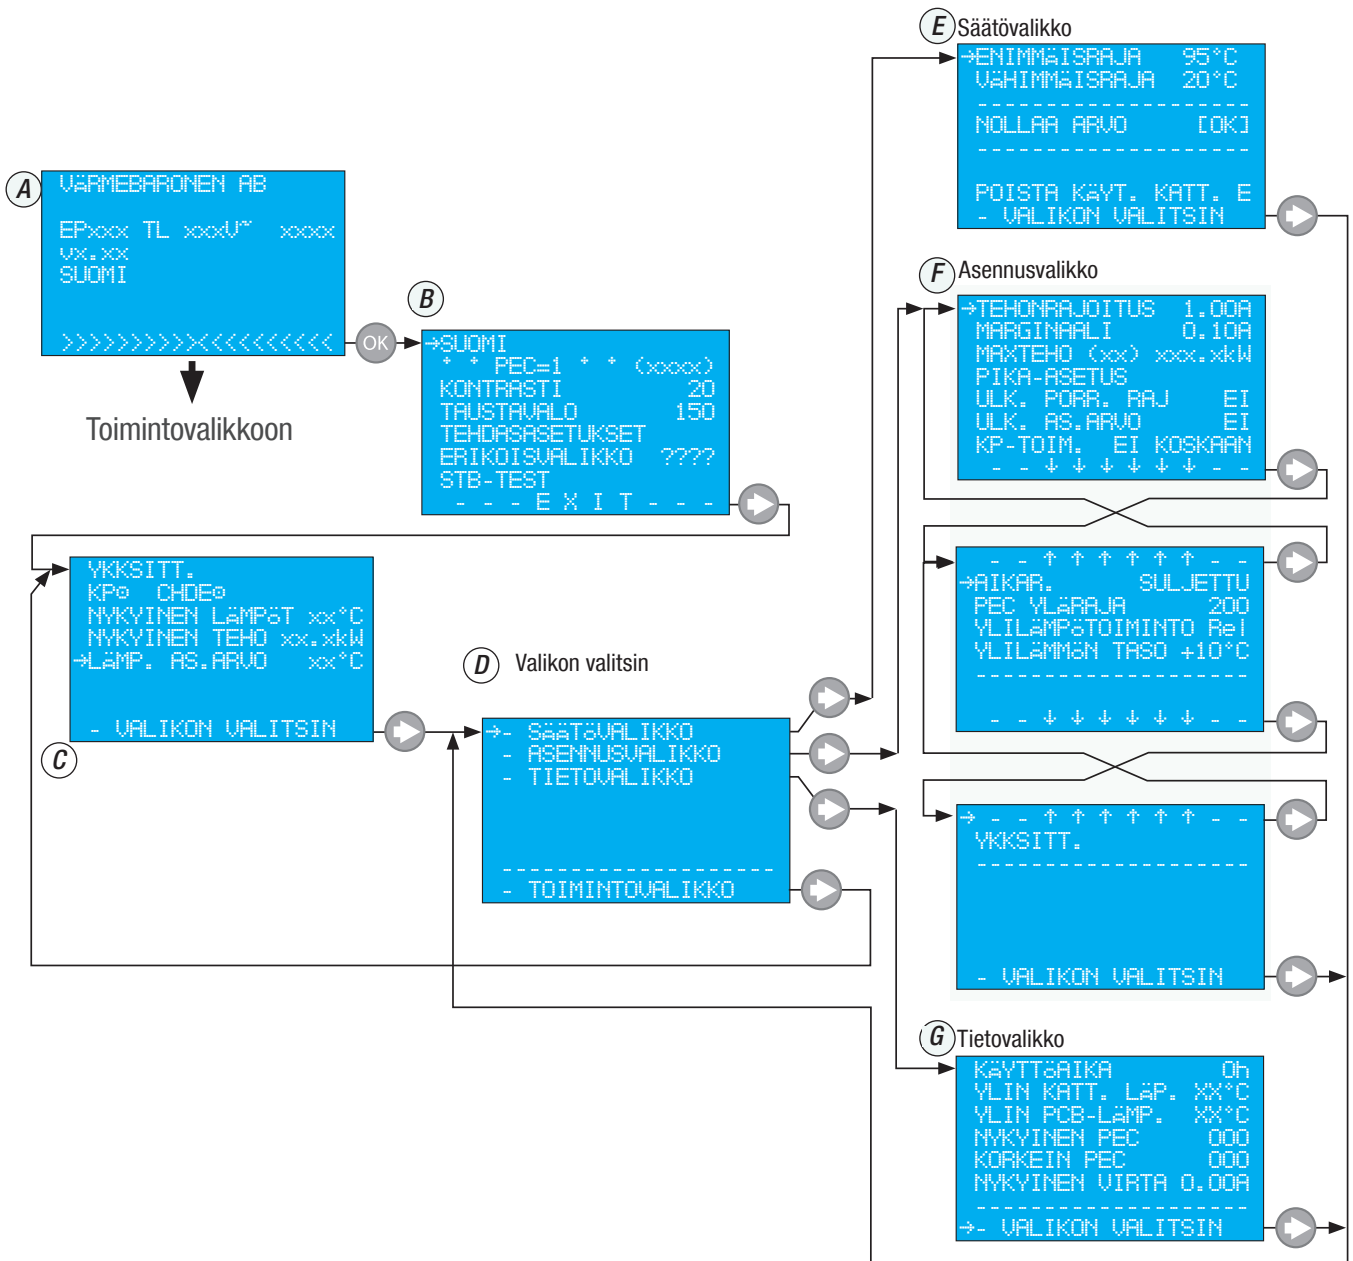 A
VäRMEBARONEN AB
EPxxx TL xxxV~ xxxx
vx.xx
SUOMI
>>>>>>>>>><<<<<<<<<<
OK
Toimintovalikkoon
B
→SUOMI
* * PEC=1 * * (xxxx)
KONTRASTI 20
TAUSTAVALO 150
TEHDASASETUKSET
ERIKOISVALIKKO ????
STB-TEST
- - - E X I T - - -
C
YKKSITT.
KP⊙ CHDE⊙
NYKYINEN LäMPöT xx°C
NYKYINEN TEHO xx.xkW
→LäMP. AS.ARVO xx°C
- VALIKON VALITSIN
D Valikon valitsin
→- SääTöVALIKKO
- ASENNUSVALIKKO
- TIETOVALIKKO
--------------------
- TOIMINTOVALIKKO
E Säätövalikko
→ENIMMäISRAJA 95°C
VäHIMMäISRAJA 20°C
--------------------
NOLLAA ARVO [OK]
--------------------
POISTA KäYT. KATT. E
- VALIKON VALITSIN
F Asennusvalikko
→TEHONRAJOITUS 1.00A
MARGINAALI 0.10A
MAXTEHO (xx) xxx.xkW
PIKA-ASETUS
ULK. PORR. RAJ EI
ULK. AS.ARVO EI
KP-TOIM. EI KOSKAAN
- - ↓ ↓ ↓ ↓ ↓ ↓ - -
- - ↑ ↑ ↑ ↑ ↑ ↑ - -
→AIKAR. SULJETTU
PEC YLäRAJA 200
YLILäMPöTOIMINTO Rel
YLILäMMöN TASO +10°C
--------------------
- - ↓ ↓ ↓ ↓ ↓ ↓ - -
→ - - ↑ ↑ ↑ ↑ ↑ ↑ - -
YKKSITT.
--------------------
- VALIKON VALITSIN
G Tietovalikko
KäYTTöAIKA 0h
YLIN KATT. LäP. XX°C
YLIN PCB-LäMP. XX°C
NYKYINEN PEC 000
KORKEIN PEC 000
NYKYINEN VIRTA 0.00A
--------------------
→- VALIKON VALITSIN